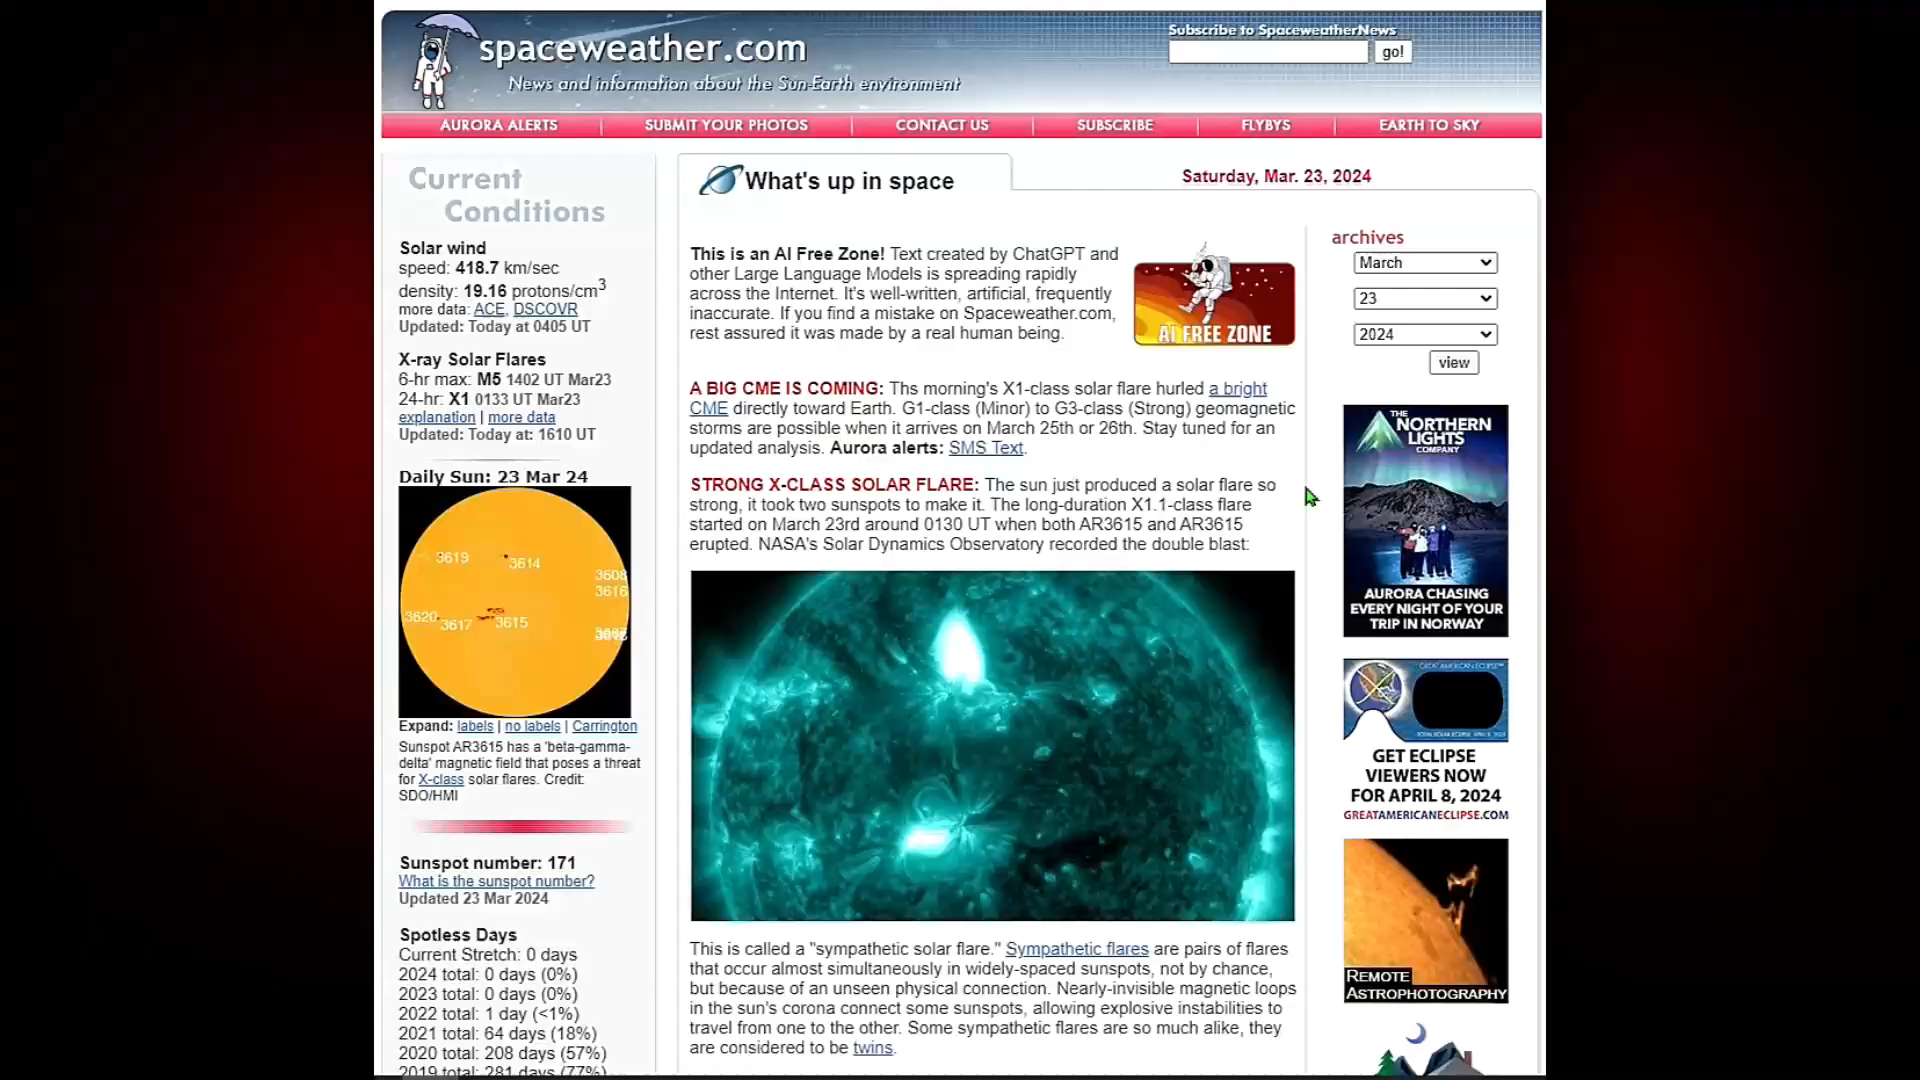 spaceweather.com
News and information about the Sun-Earth environment
Subscribe to SpaceweatherNews
go!
AURORA ALERTS
SUBMIT YOUR PHOTOS
CONTACT US
SUBSCRIBE
FLYBYS
EARTH TO SKY
Current
Conditions
Solar wind
speed: 418.7 km/sec
density: 19.16 protons/cm3
more data: ACE, DSCOVR
Updated: Today at 0405 UT
X-ray Solar Flares
6-hr max: M5 1402 UT Mar23
24-hr: X1 0133 UT Mar23
explanation | more data
Updated: Today at: 1610 UT
Daily Sun: 23 Mar 24
3619
3614
3608
3616
3620
3617
3615
Expand: labels | no labels | Carrington
Sunspot AR3615 has a 'beta-gamma-
delta' magnetic field that poses a threat
for X-class solar flares. Credit:
SDO/HMI
Sunspot number: 171
What is the sunspot number?
Updated 23 Mar 2024
Spotless Days
Current Stretch: 0 days
2024 total: 0 days (0%)
2023 total: 0 days (0%)
2022 total: 1 day (<1%)
2021 total: 64 days (18%)
2020 total: 208 days (57%)
2019 total: 281 days (77%)
What's up in space
Saturday, Mar. 23, 2024
This is an AI Free Zone! Text created by ChatGPT and
other Large Language Models is spreading rapidly
across the Internet. It's well-written, artificial, frequently
inaccurate. If you find a mistake on Spaceweather.com,
rest assured it was made by a real human being.
AI FREE ZONE
A BIG CME IS COMING: Ths morning's X1-class solar flare hurled a bright
CME directly toward Earth. G1-class (Minor) to G3-class (Strong) geomagnetic
storms are possible when it arrives on March 25th or 26th. Stay tuned for an
updated analysis. Aurora alerts: SMS Text.
STRONG X-CLASS SOLAR FLARE: The sun just produced a solar flare so
strong, it took two sunspots to make it. The long-duration X1.1-class flare
started on March 23rd around 0130 UT when both AR3615 and AR3615
erupted. NASA's Solar Dynamics Observatory recorded the double blast:
This is called a "sympathetic solar flare." Sympathetic flares are pairs of flares
that occur almost simultaneously in widely-spaced sunspots, not by chance,
but because of an unseen physical connection. Nearly-invisible magnetic loops
in the sun's corona connect some sunspots, allowing explosive instabilities to
travel from one to the other. Some sympathetic flares are so much alike, they
are considered to be twins.
archives
March
23
2024
view
THE
NORTHERN
LIGHTS
COMPANY
AURORA CHASING
EVERY NIGHT OF YOUR
TRIP IN NORWAY
GREAT AMERICAN ECLIPSE
TOTAL SOLAR ECLIPSE, APRIL 8, 2024
GET ECLIPSE
VIEWERS NOW
FOR APRIL 8, 2024
GREATAMERICANECLIPSE.COM
REMOTE
ASTROPHOTOGRAPHY